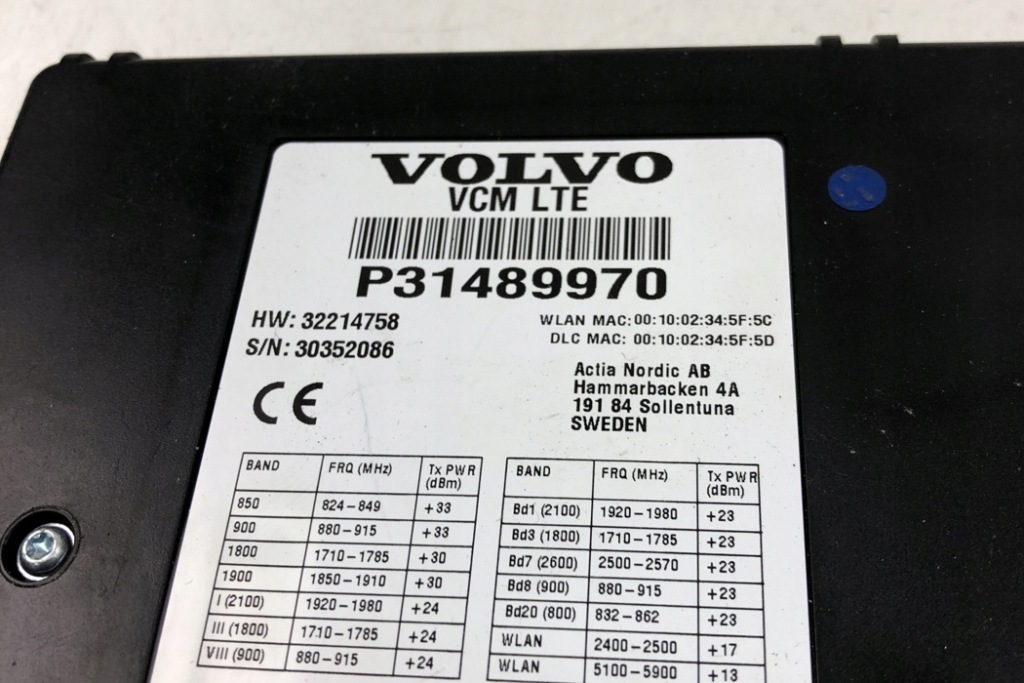 VOLVO
VCM LTE
P31489970
HW: 32214758
S/N: 30352086
WLAN MAC: 00:10:02:34:5F:5C
DLC MAC: 00:10:02:34:5F:5D
Actia Nordic AB
Hammarbacken 4A
191 84 Sollentuna
SWEDEN
CE
BAND FRQ (MHz) Tx PWR (dBm)
850 824-849 +33
900 880-915 +33
1800 1710-1785 +30
1900 1850-1910 +30
I (2100) 1920-1980 +24
III (1800) 1710-1785 +24
VIII (900) 880-915 +24
BAND FRQ (MHz) Tx PWR (dBm)
Bd1 (2100) 1920-1980 +23
Bd3 (1800) 1710-1785 +23
Bd7 (2600) 2500-2570 +23
Bd8 (900) 880-915 +23
Bd20 (800) 832-862 +23
WLAN 2400-2500 +17
WLAN 5100-5900 +13